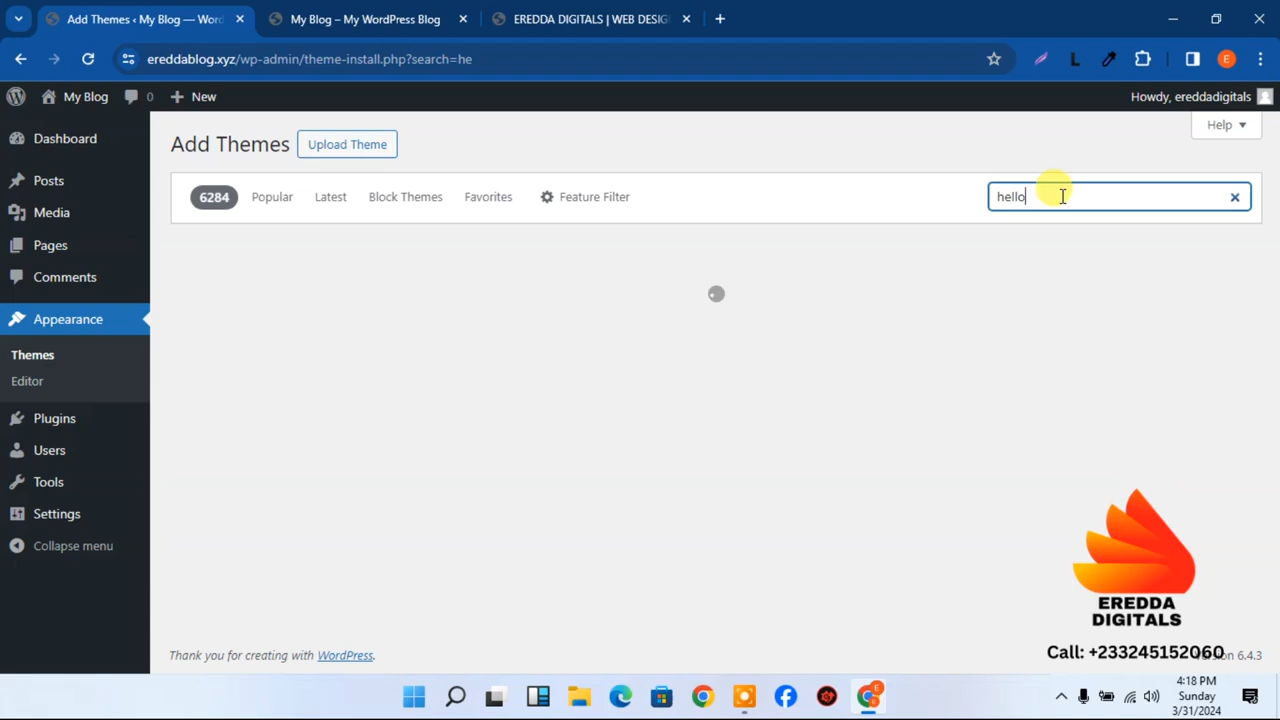 Add Themes ‹ My Blog — Word
My Blog – My WordPress Blog
EREDDA DIGITALS | WEB DESIG
ereddablog.xyz/wp-admin/theme-install.php?search=he
E
My Blog
0
New
Howdy, ereddadigitals
Dashboard
Posts
Media
Pages
Comments
Appearance
Themes
Editor
Plugins
Users
Tools
Settings
Collapse menu
Help
Add Themes
Upload Theme
6284
Popular
Latest
Block Themes
Favorites
Feature Filter
hello
EREDDA
DIGITALS
Call: +233245152060
Thank you for creating with WordPress.
Version 6.4.3
4:18 PM
Sunday
3/31/2024